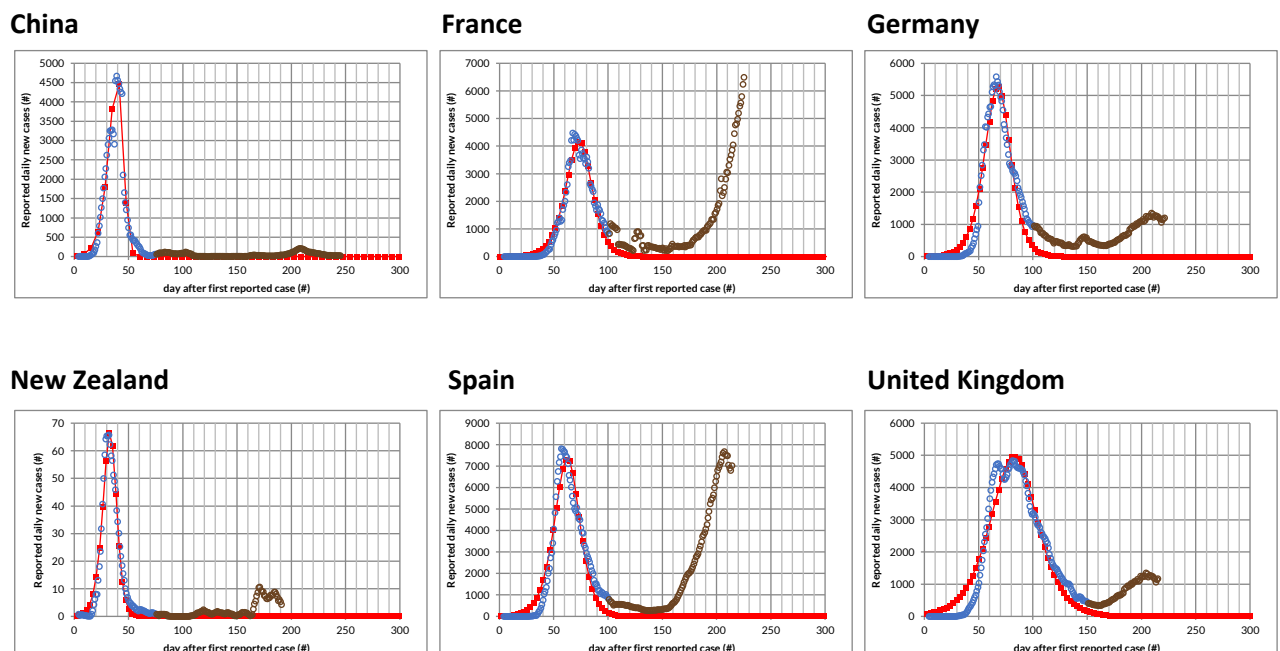 China
France
Germany
Reported daily new cases (#)
5000
4500
4000
3500
3000
2500
2000
1500
1000
500
0
0 50 100 150 200 250 300
day after first reported case (#)
Reported daily new cases (#)
7000
6000
5000
4000
3000
2000
1000
0
0 50 100 150 200 250 300
day after first reported case (#)
Reported daily new cases (#)
6000
5000
4000
3000
2000
1000
0
0 50 100 150 200 250 300
day after first reported case (#)
New Zealand
Spain
United Kingdom
Reported daily new cases (#)
70
60
50
40
30
20
10
0
0 50 100 150 200 250 300
day after first reported case (#)
Reported daily new cases (#)
9000
8000
7000
6000
5000
4000
3000
2000
1000
0
0 50 100 150 200 250 300
day after first reported case (#)
Reported daily new cases (#)
6000
5000
4000
3000
2000
1000
0
0 50 100 150 200 250 300
day after first reported case (#)